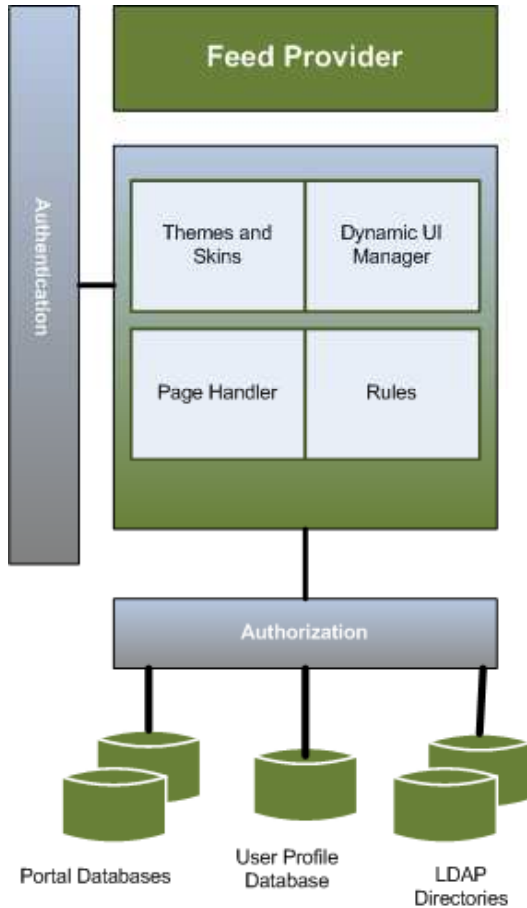 Feed Provider
Authentication
Themes and
Skins
Dynamic UI
Manager
Page Handler
Rules
Authorization
Portal Databases
User Profile
Database
LDAP
Directories